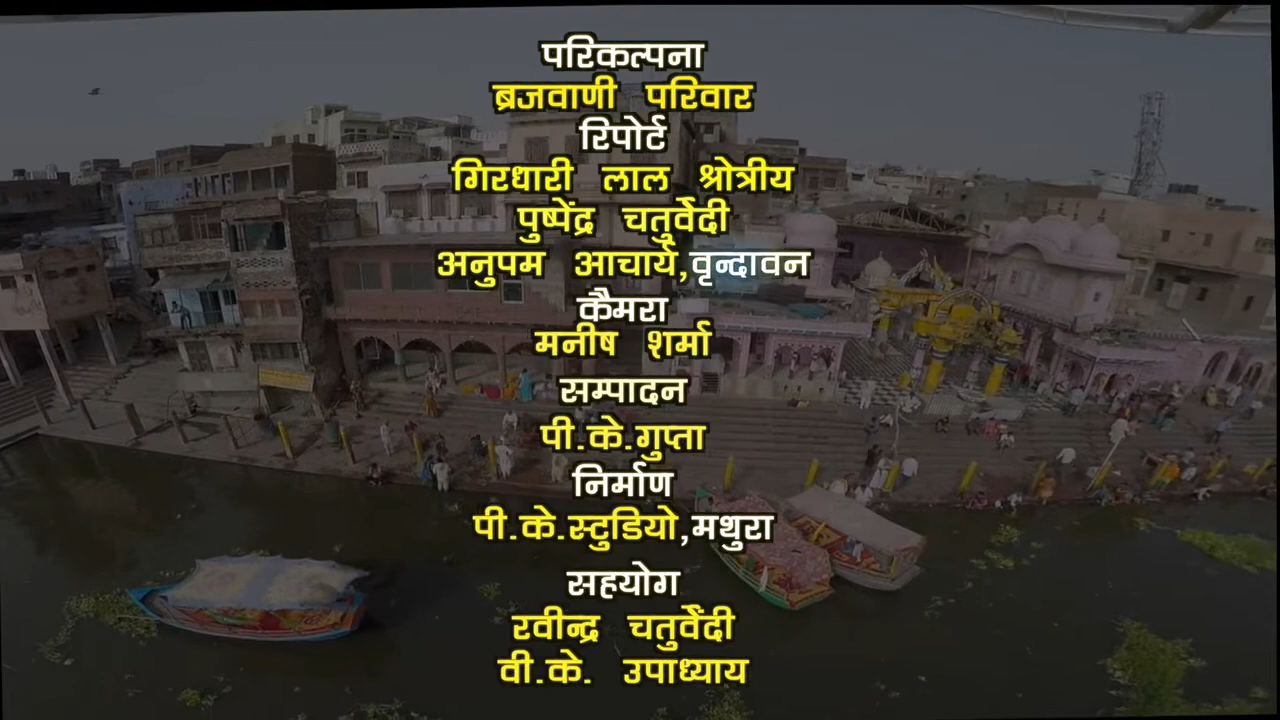 परिकल्पना
ब्रजवाणी परिवार
रिपोर्ट
गिरधारी लाल श्रोत्रीय
पुष्पेंद्र चतुर्वेदी
अनुपम आचार्य,वृन्दावन
कैमरा
मनीष शर्मा
सम्पादन
पी.के.गुप्ता
निर्माण
पी.के.स्टुडियो,मथुरा
सहयोग
रवीन्द्र चतुर्वेदी
वी.के. उपाध्याय